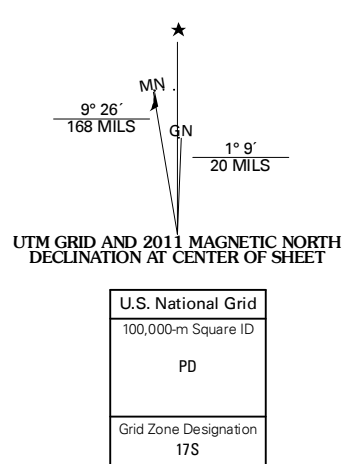 ★
MN
9° 26´
168 MILS
GN
1° 9´
20 MILS
UTM GRID AND 2011 MAGNETIC NORTH
DECLINATION AT CENTER OF SHEET
U.S. National Grid
100,000-m Square ID
PD
Grid Zone Designation
17S